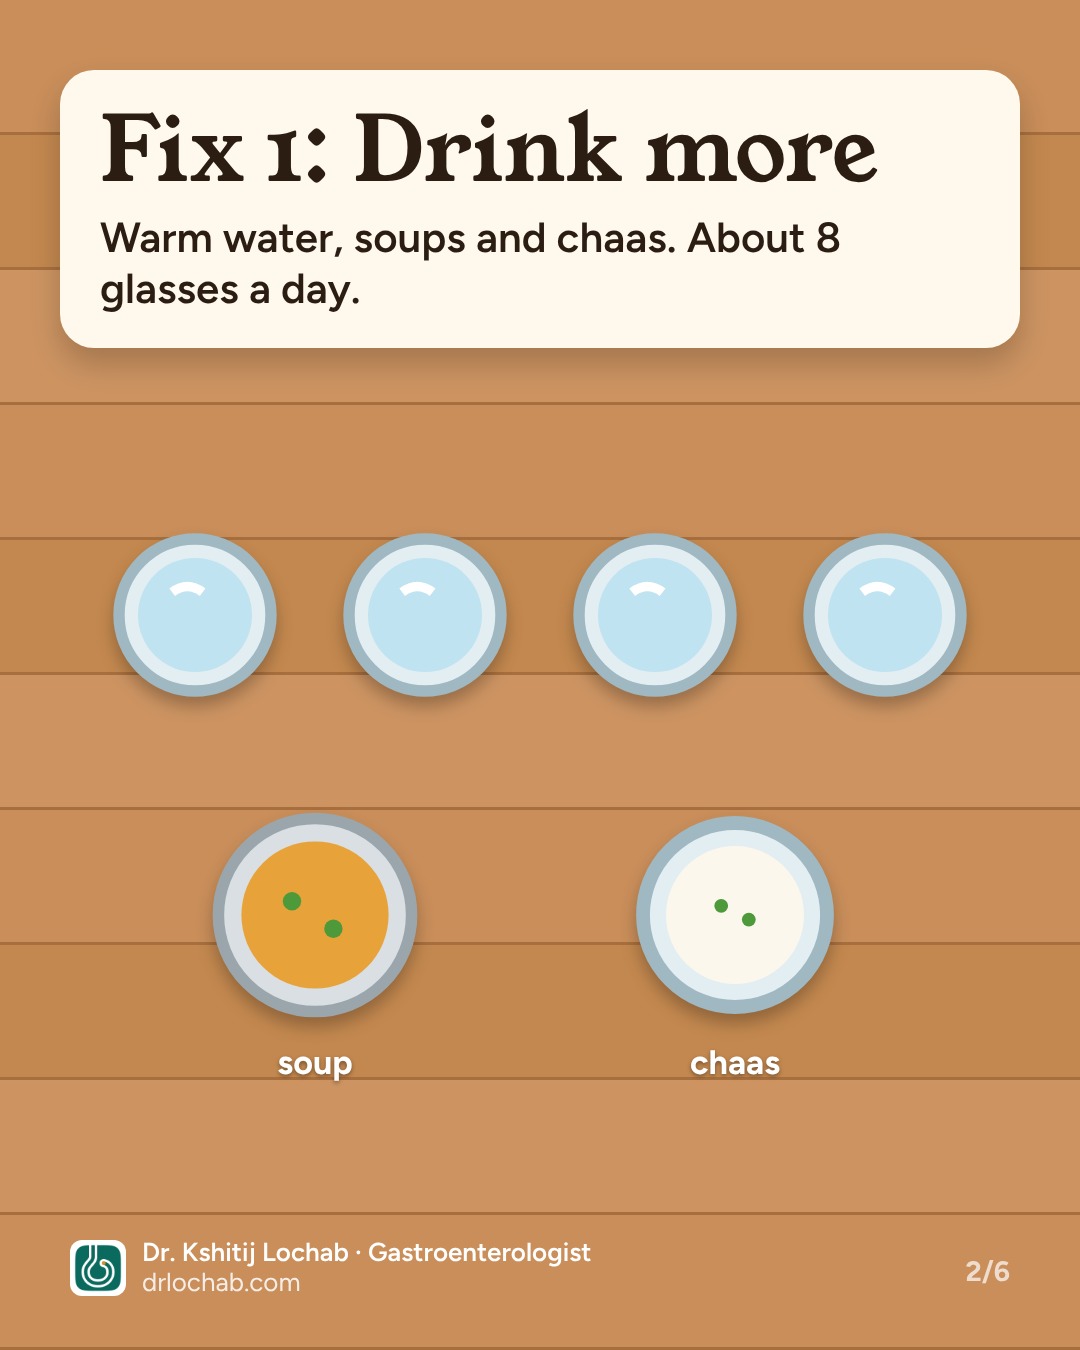 Fix 1: Drink more
Warm water, soups and chaas. About 8
glasses a day.
soup
chaas
Dr. Kshitij Lochab · Gastroenterologist
drlochab.com
2/6